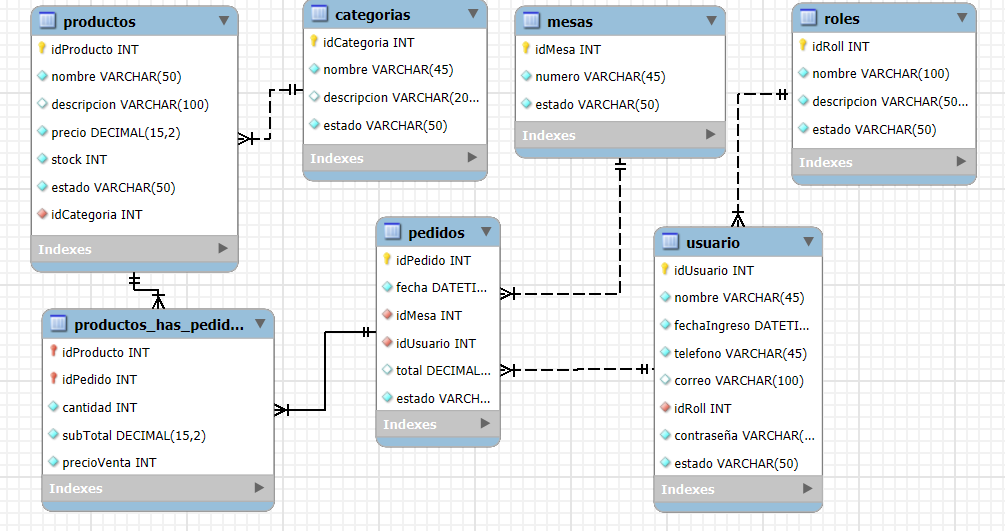 productos
idProducto INT
nombre VARCHAR(50)
descripcion VARCHAR(100)
precio DECIMAL(15,2)
stock INT
estado VARCHAR(50)
idCategoria INT
Indexes
categorias
idCategoria INT
nombre VARCHAR(45)
descripcion VARCHAR(20...
estado VARCHAR(50)
Indexes
mesas
idMesa INT
numero VARCHAR(45)
estado VARCHAR(50)
Indexes
roles
idRoll INT
nombre VARCHAR(100)
descripcion VARCHAR(50...
estado VARCHAR(50)
Indexes
productos_has_pedid...
idProducto INT
idPedido INT
cantidad INT
subTotal DECIMAL(15,2)
precioVenta INT
Indexes
pedidos
idPedido INT
fecha DATETI...
idMesa INT
idUsuario INT
total DECIMAL...
estado VARCH...
Indexes
usuario
idUsuario INT
nombre VARCHAR(45)
fechaIngreso DATETI...
telefono VARCHAR(45)
correo VARCHAR(100)
idRoll INT
contraseña VARCHAR(...
estado VARCHAR(50)
Indexes